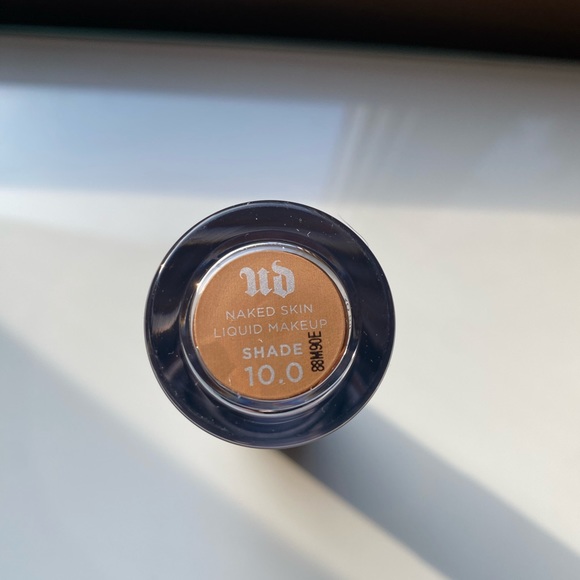 UD
NAKED SKIN
LIQUID MAKEUP
SHADE
10.0
88M90E